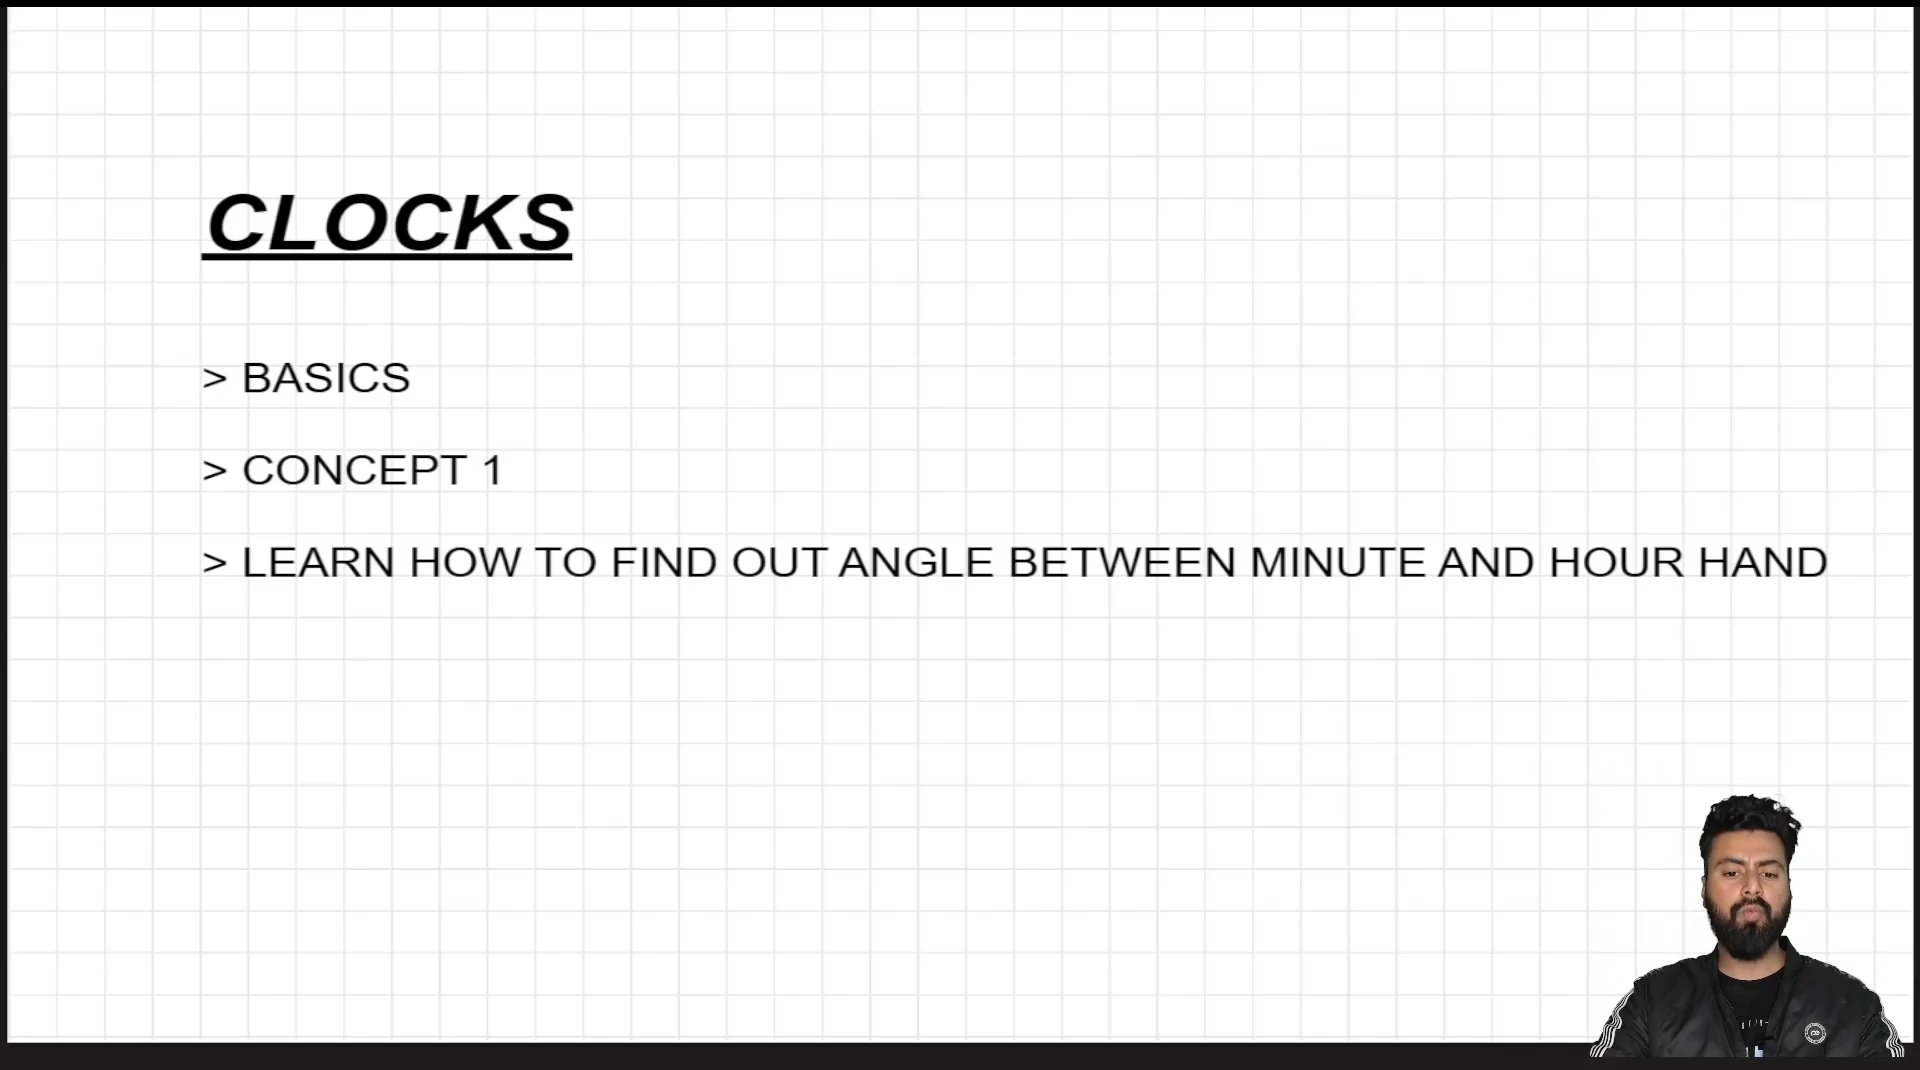 CLOCKS
> BASICS
> CONCEPT 1
> LEARN HOW TO FIND OUT ANGLE BETWEEN MINUTE AND HOUR HAND